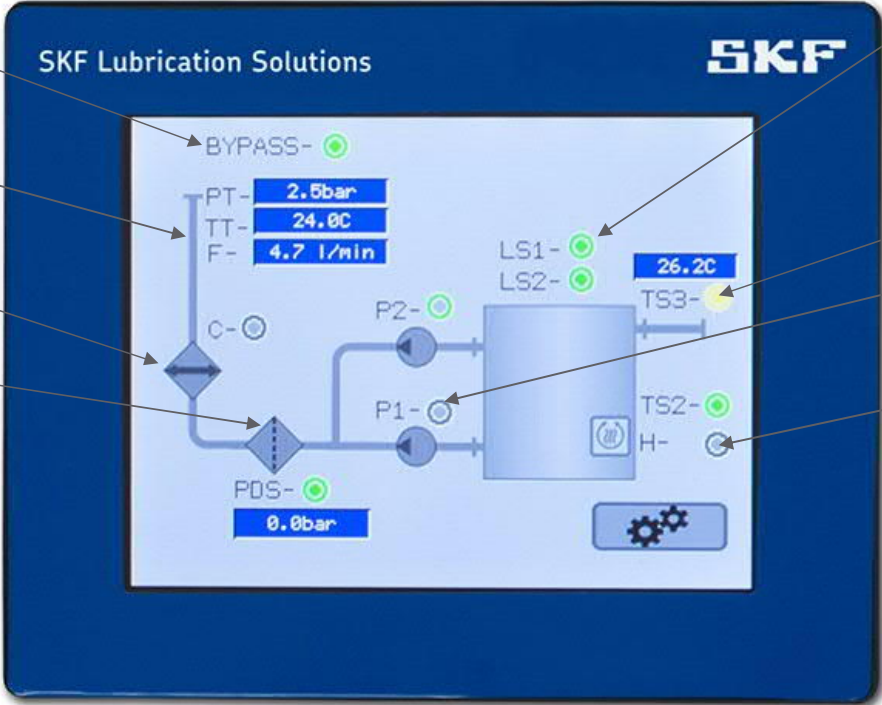 SKF Lubrication Solutions
SKF
BYPASS-
PT- 2.5bar
TT- 24.0C
F- 4.7 l/min
LS1-
LS2-
26.2C
TS3-
P2-
C-
P1-
TS2-
H-
PDS-
0.0bar